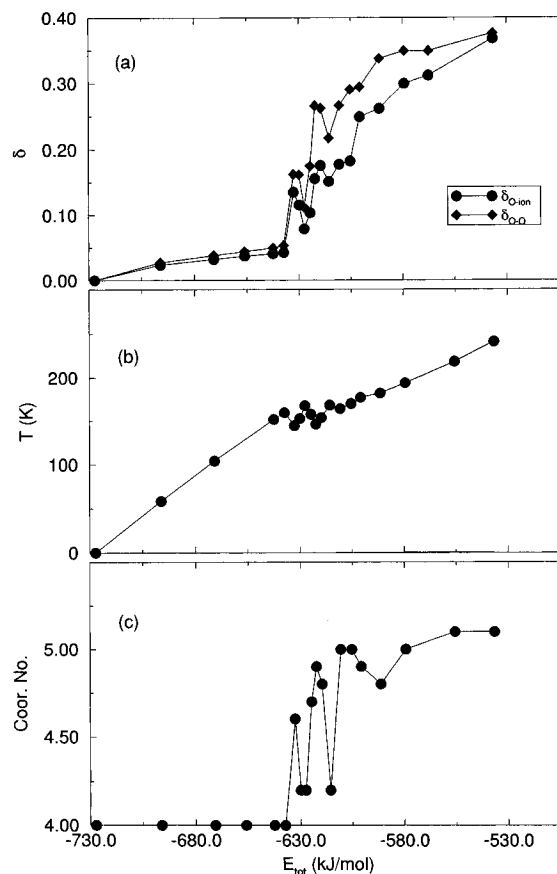 0.40
(a)
0.30
δ
0.20
δO-ion
0.10
δO-O
0.00
(b)
200
T (K)
100
0
(c)
5.00
Coor. No.
4.50
4.00
-730.0 -680.0 -630.0 -580.0 -530.0
Etot (kJ/mol)